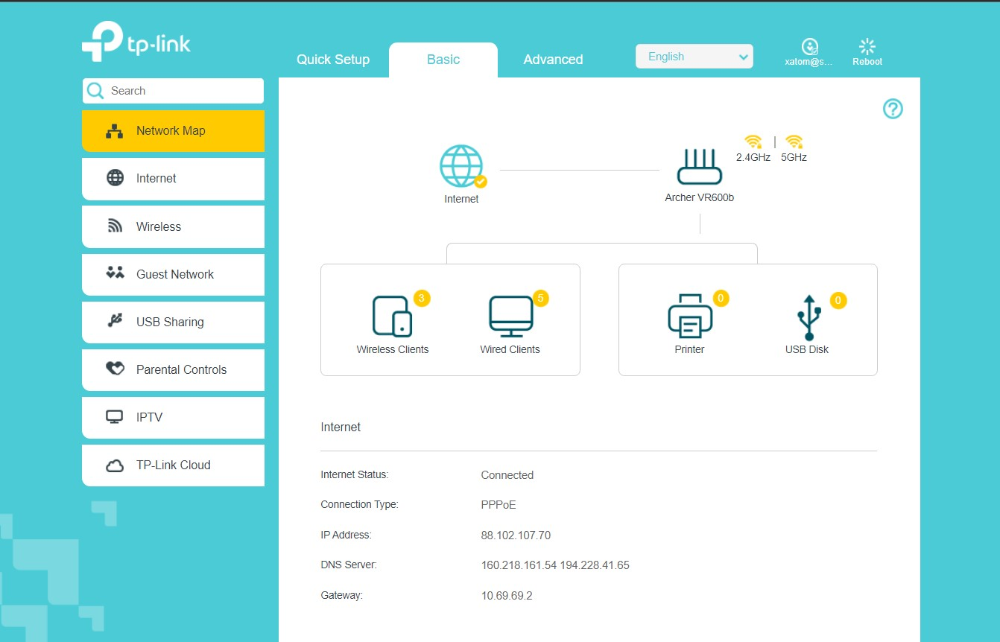 tp-link
Quick Setup
Basic
Advanced
English
xatom@s...
Reboot
Search
Network Map
Internet
Wireless
Guest Network
USB Sharing
Parental Controls
IPTV
TP-Link Cloud
?
2.4GHz | 5GHz
Internet
Archer VR600b
3
5
0
0
Wireless Clients
Wired Clients
Printer
USB Disk
Internet
Internet Status: Connected
Connection Type: PPPoE
IP Address: 88.102.107.70
DNS Server: 160.218.161.54 194.228.41.65
Gateway: 10.69.69.2